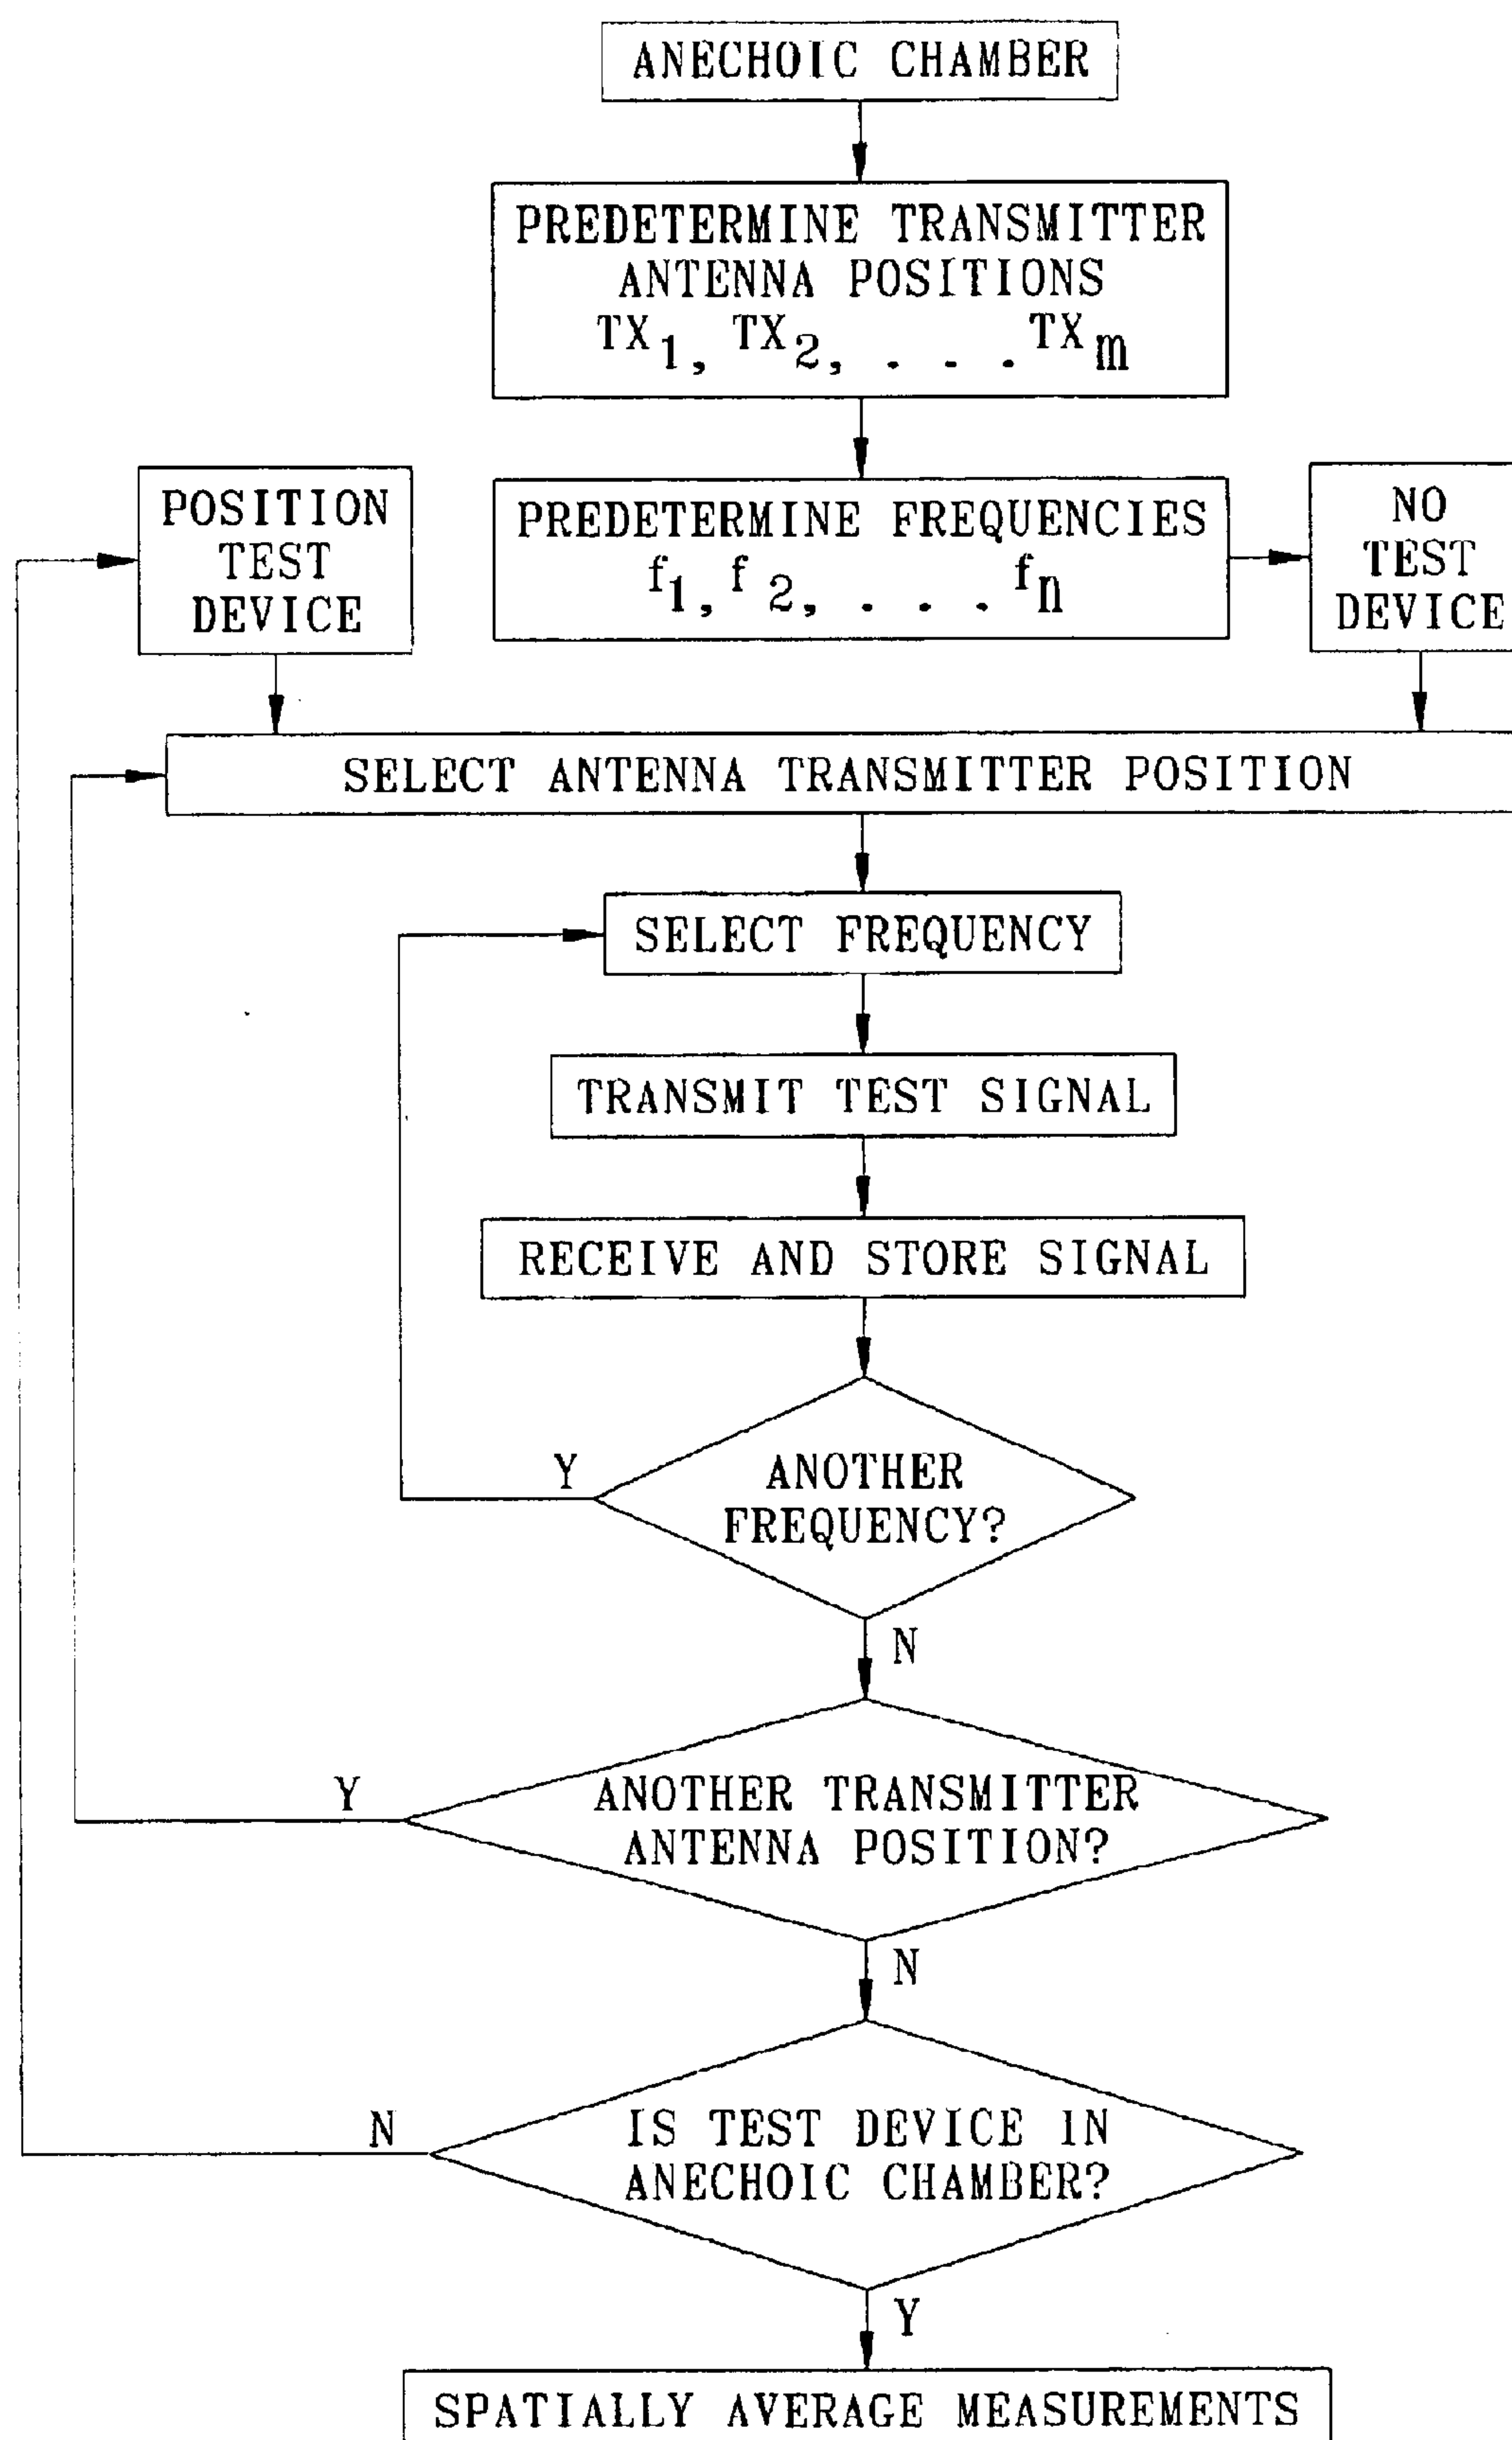 ANECHOIC CHAMBER
PREDETERMINE TRANSMITTER
ANTENNA POSITIONS
TX1, TX2, . . . TXm
POSITION
TEST
DEVICE
PREDETERMINE FREQUENCIES
f1, f2, . . . fn
NO
TEST
DEVICE
SELECT ANTENNA TRANSMITTER POSITION
SELECT FREQUENCY
TRANSMIT TEST SIGNAL
RECEIVE AND STORE SIGNAL
Y
ANOTHER
FREQUENCY?
N
Y
ANOTHER TRANSMITTER
ANTENNA POSITION?
N
N
IS TEST DEVICE IN
ANECHOIC CHAMBER?
Y
SPATIALLY AVERAGE MEASUREMENTS